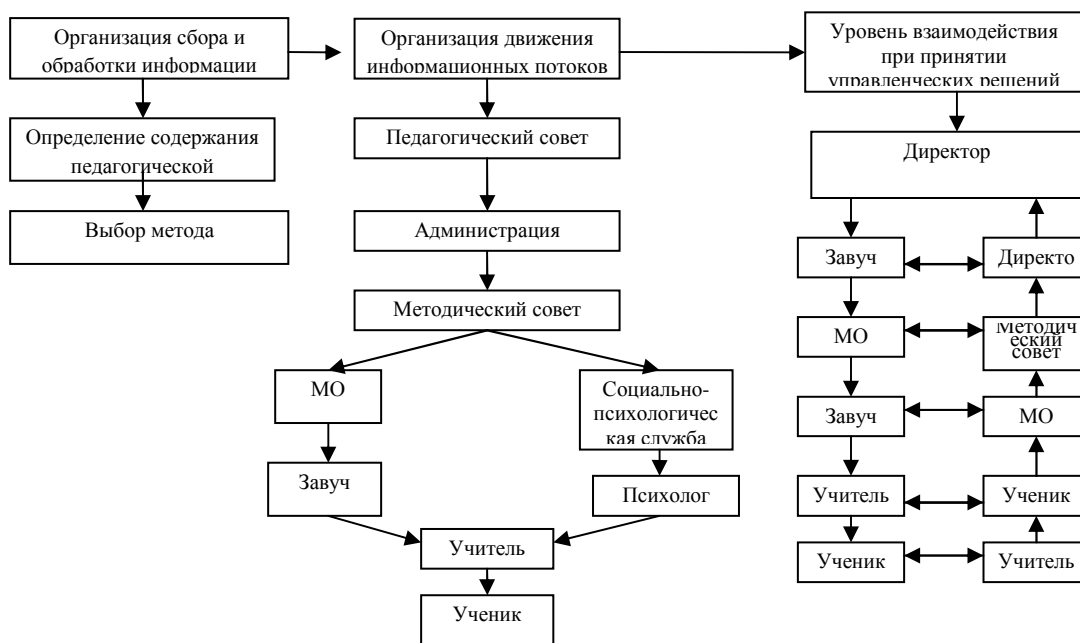 Организация сбора и
обработки информации
Организация движения
информационных потоков
Уровень взаимодействия
при принятии
управленческих решений
Определение содержания
педагогической
Педагогический совет
Директор
Выбор метода
Администрация
Завуч
Директо
Методический совет
МО
Методич
еский
совет
МО
Социально-
психологичес
кая служба
Завуч
МО
Завуч
Психолог
Учитель
Ученик
Учитель
Ученик
Учитель
Ученик